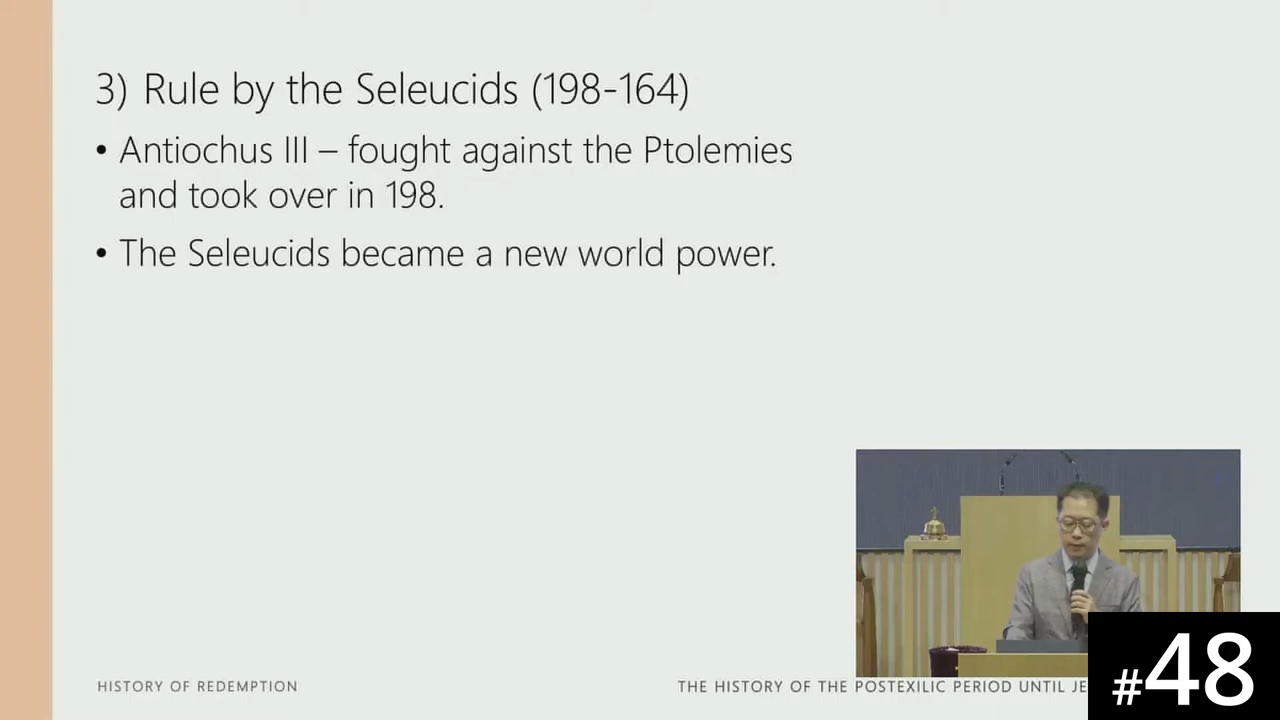 3) Rule by the Seleucids (198-164)
• Antiochus III – fought against the Ptolemies
and took over in 198.
• The Seleucids became a new world power.
HISTORY OF REDEMPTION
THE HISTORY OF THE POSTEXILIC PERIOD UNTIL JE
#48